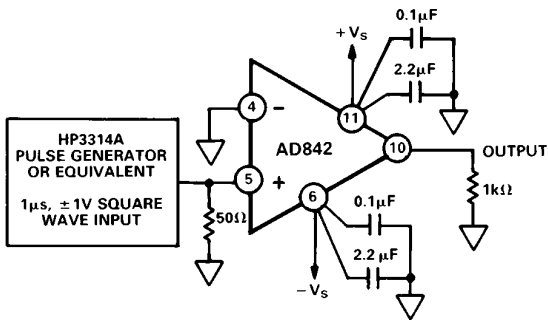 0.1μF
+VS
2.2μF
11
4
−
AD842
10
OUTPUT
HP3314A
PULSE GENERATOR
OR EQUIVALENT
1μs, ±1V SQUARE
WAVE INPUT
5
+
1kΩ
6
0.1μF
50Ω
2.2 μF
−VS